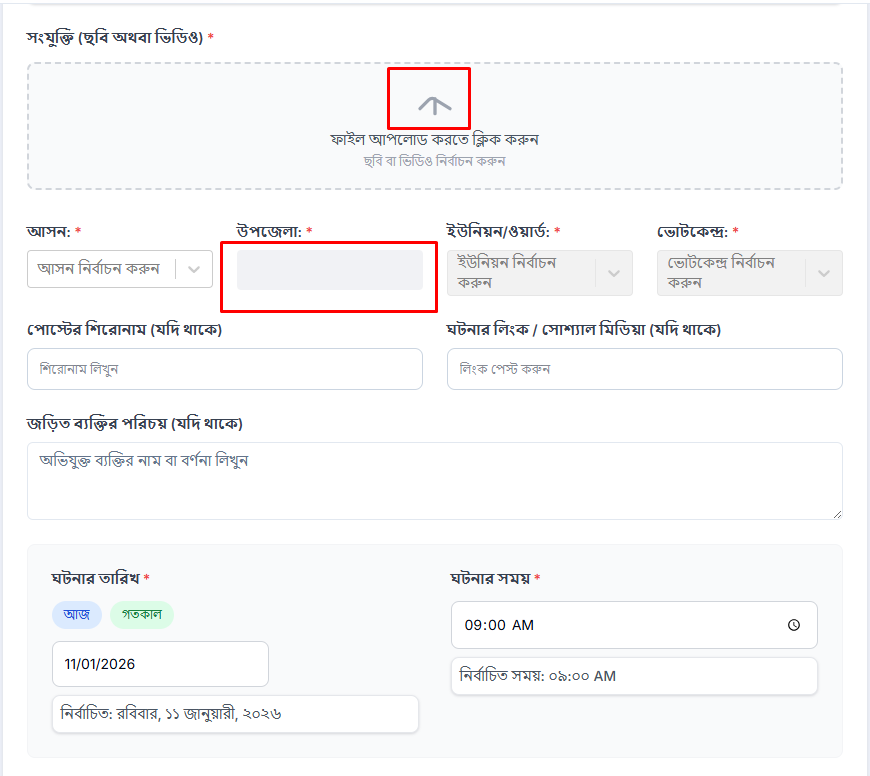 সংযুক্তি (ছবি অথবা ভিডিও) *
ফাইল আপলোড করতে ক্লিক করুন
ছবি বা ভিডিও নির্বাচন করুন
আসন: *
উপজেলা: *
ইউনিয়ন/ওয়ার্ড: *
ভোটকেন্দ্র: *
আসন নির্বাচন করুন
ইউনিয়ন নির্বাচন
করুন
ভোটকেন্দ্র নির্বাচন
করুন
পোস্টের শিরোনাম (যদি থাকে)
ঘটনার লিংক / সোশ্যাল মিডিয়া (যদি থাকে)
শিরোনাম লিখুন
লিংক পেস্ট করুন
জড়িত ব্যক্তির পরিচয় (যদি থাকে)
অভিযুক্ত ব্যক্তির নাম বা বর্ণনা লিখুন
ঘটনার তারিখ *
ঘটনার সময় *
আজ
গতকাল
09:00 AM
11/01/2026
নির্বাচিত সময়: ০৯:০০ AM
নির্বাচিত: রবিবার, ১১ জানুয়ারী, ২০২৬